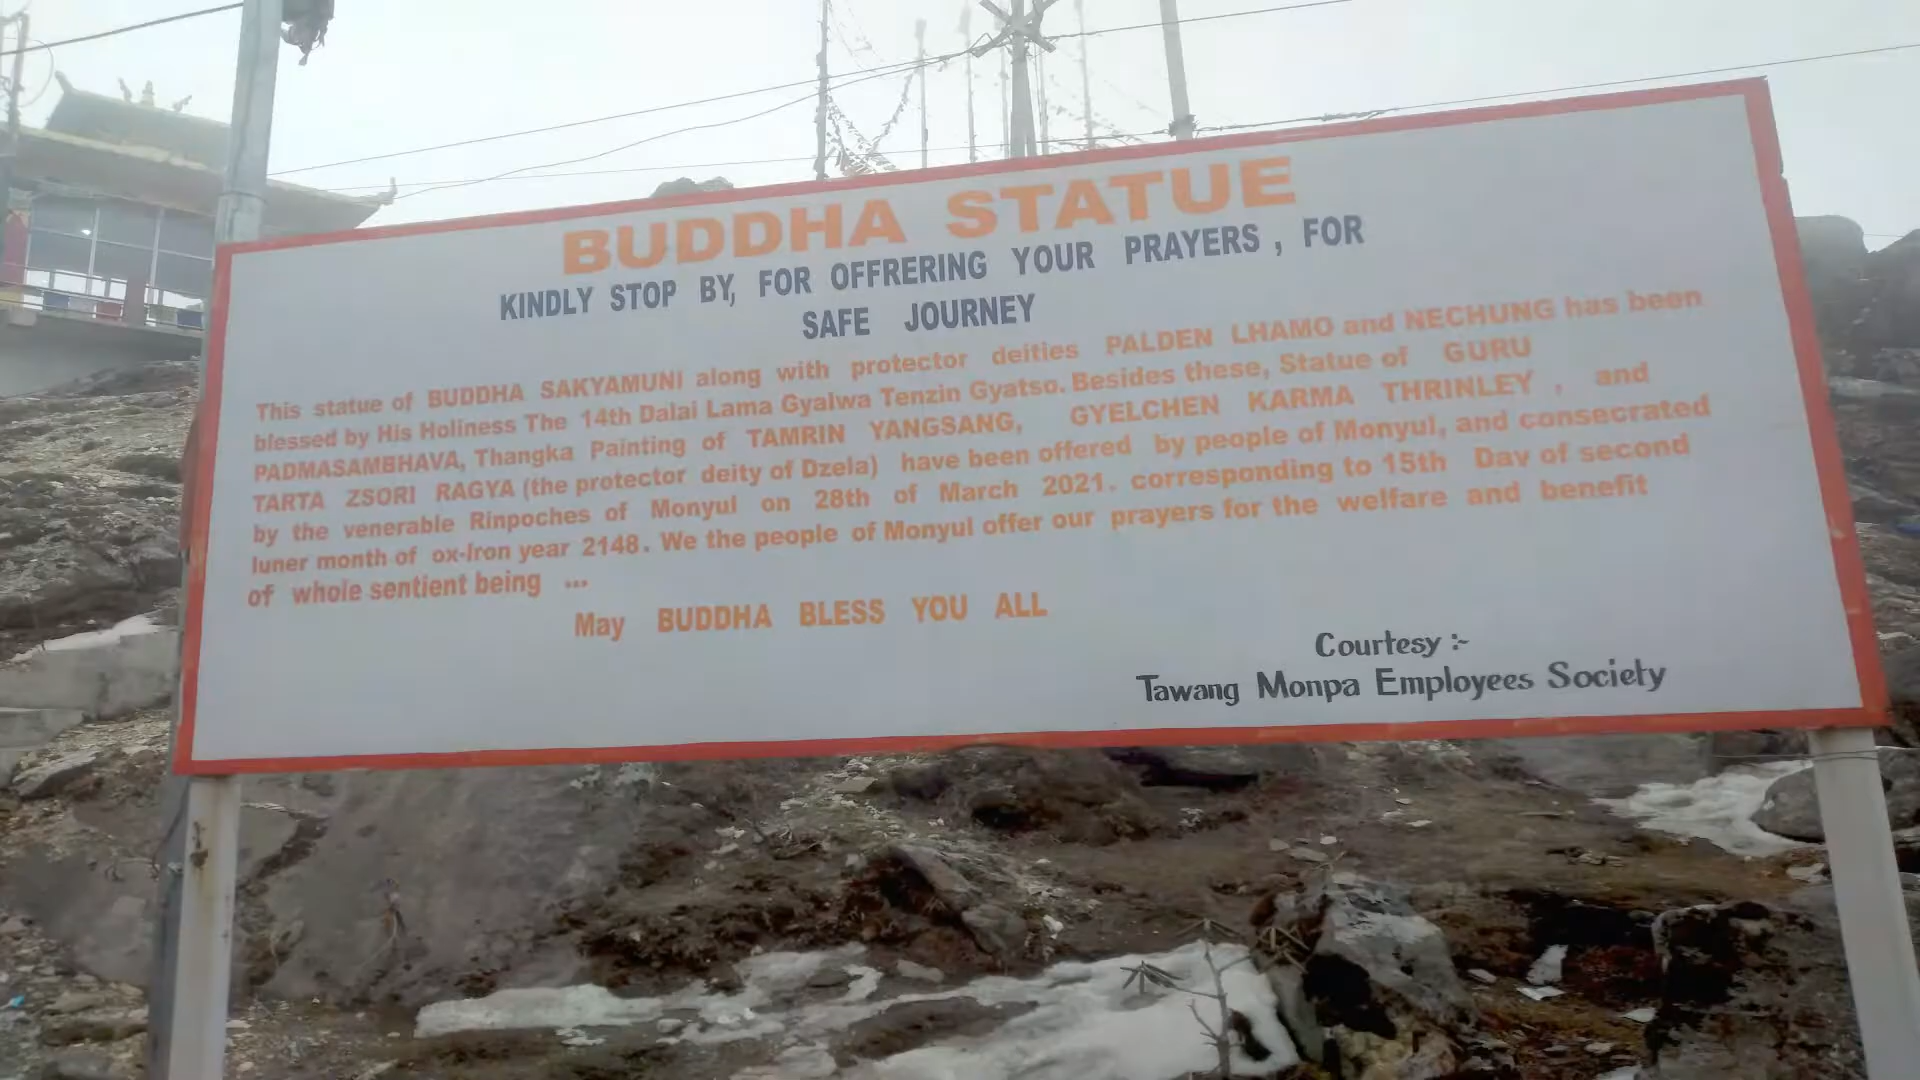 BUDDHA STATUE
KINDLY STOP BY, FOR OFFRERING YOUR PRAYERS , FOR
SAFE JOURNEY
This statue of BUDDHA SAKYAMUNI along with protector deities PALDEN LHAMO and NECHUNG has been
blessed by His Holiness The 14th Dalai Lama Gyalwa Tenzin Gyatso. Besides these, Statue of GURU
PADMASAMBHAVA, Thangka Painting of TAMRIN YANGSANG, GYELCHEN KARMA THRINLEY , and
TARTA ZSORI RAGYA (the protector deity of Dzela) have been offered by people of Monyul, and consecrated
by the venerable Rinpoches of Monyul on 28th of March 2021. corresponding to 15th Day of second
luner month of ox-Iron year 2148. We the people of Monyul offer our prayers for the welfare and benefit
of whole sentient being ...
May BUDDHA BLESS YOU ALL
Courtesy :-
Tawang Monpa Employees Society